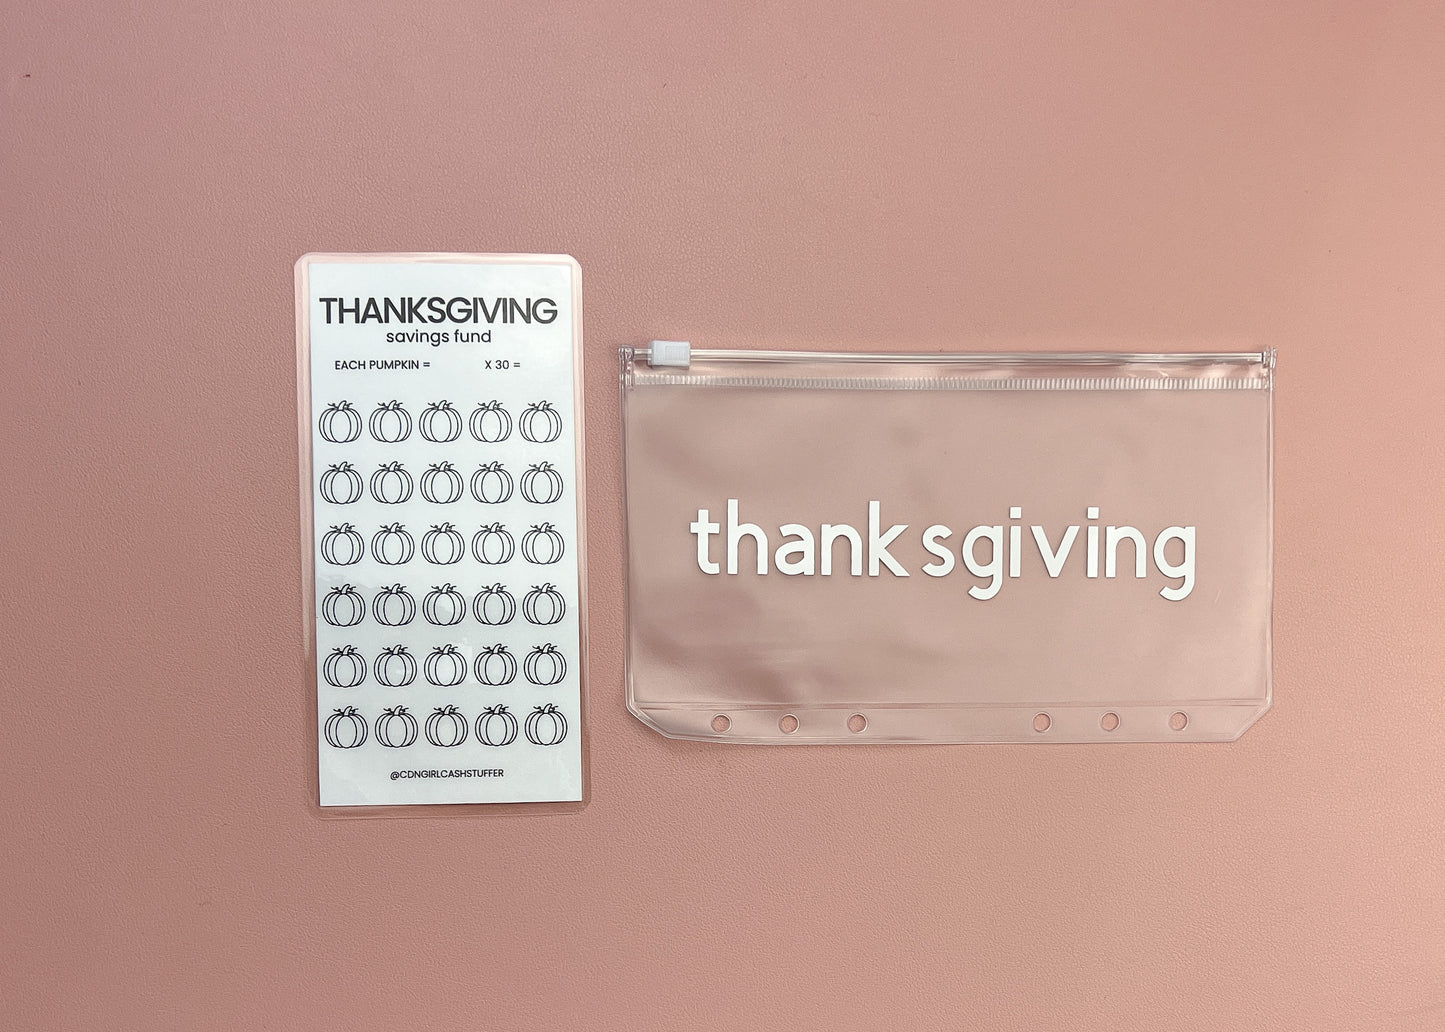 THANKSGIVING
savings fund
EACH PUMPKIN = X 30 =
@CDNGIRLCASHSTUFFER
thanksgiving